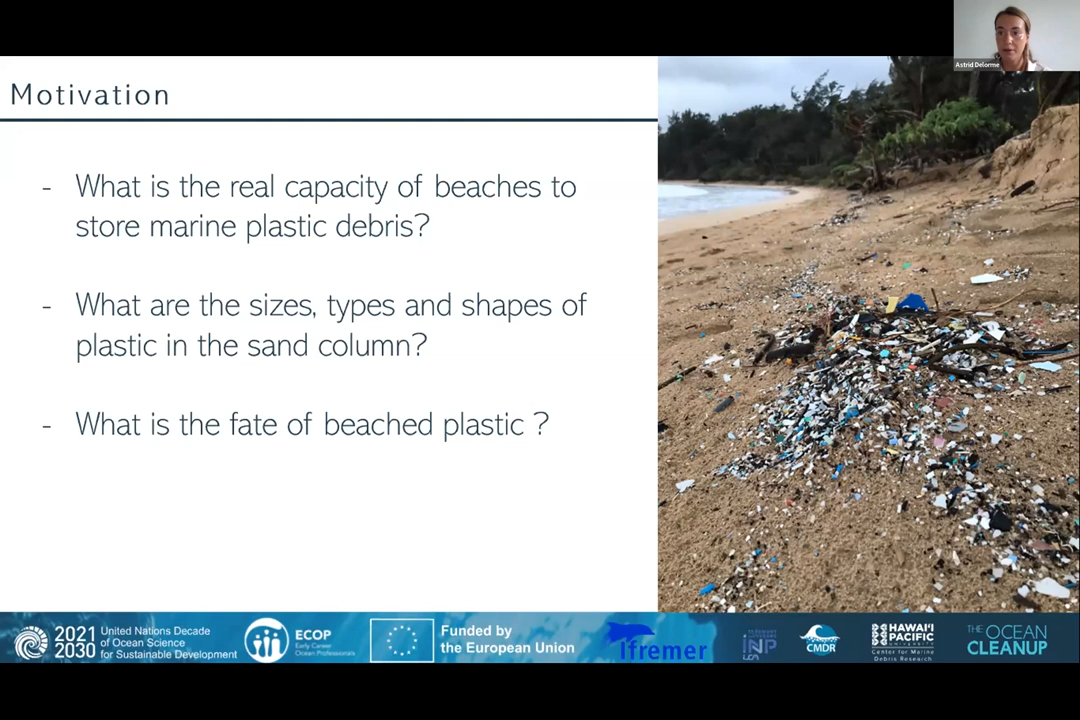 Astrid Delorme
Motivation
- What is the real capacity of beaches to
store marine plastic debris?
- What are the sizes, types and shapes of
plastic in the sand column?
- What is the fate of beached plastic ?
2021
2030
United Nations Decade
of Ocean Science
for Sustainable Development
ECOP
Early Career
Ocean Professionals
Funded by
the European Union
Ifremer
INP
CMDR
HAWAI'I
PACIFIC
UNIVERSITY
Center for Marine
Debris Research
THE OCEAN
CLEANUP